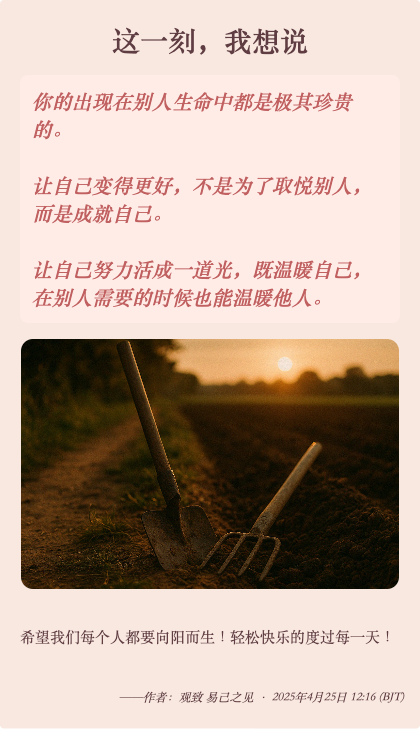 这一刻，我想说
你的出现在别人生命中都是极其珍贵
的。
让自己变得更好，不是为了取悦别人，
而是成就自己。
让自己努力活成一道光，既温暖自己，
在别人需要的时候也能温暖他人。
希望我们每个人都要向阳而生！轻松快乐的度过每一天！
——作者：观致 易己之见 · 2025年4月25日 12:16 (BJT)